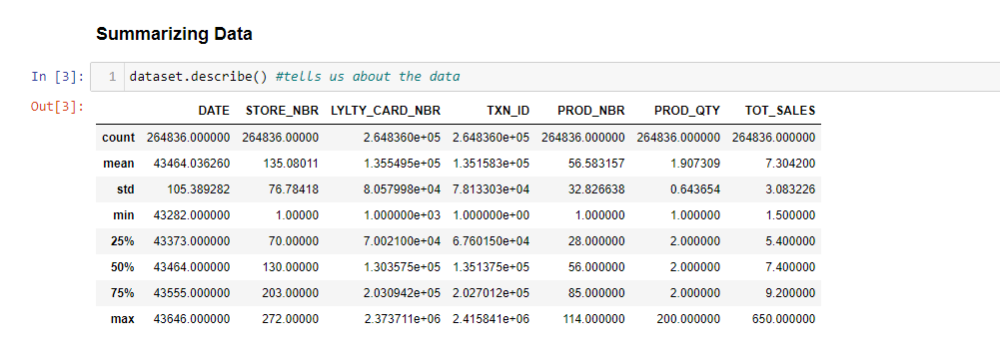 Summarizing Data
In [3]: 1 dataset.describe() #tells us about the data
Out[3]:
DATE STORE_NBR LYLTY_CARD_NBR TXN_ID PROD_NBR PROD_QTY TOT_SALES
count 264836.000000 264836.00000 2.648360e+05 2.648360e+05 264836.000000 264836.000000 264836.000000
mean 43464.036260 135.08011 1.355495e+05 1.351583e+05 56.583157 1.907309 7.304200
std 105.389282 76.78418 8.057998e+04 7.813303e+04 32.826638 0.643654 3.083226
min 43282.000000 1.00000 1.000000e+03 1.000000e+00 1.000000 1.000000 1.500000
25% 43373.000000 70.00000 7.002100e+04 6.760150e+04 28.000000 2.000000 5.400000
50% 43464.000000 130.00000 1.303575e+05 1.351375e+05 56.000000 2.000000 7.400000
75% 43555.000000 203.00000 2.030942e+05 2.027012e+05 85.000000 2.000000 9.200000
max 43646.000000 272.00000 2.373711e+06 2.415841e+06 114.000000 200.000000 650.000000